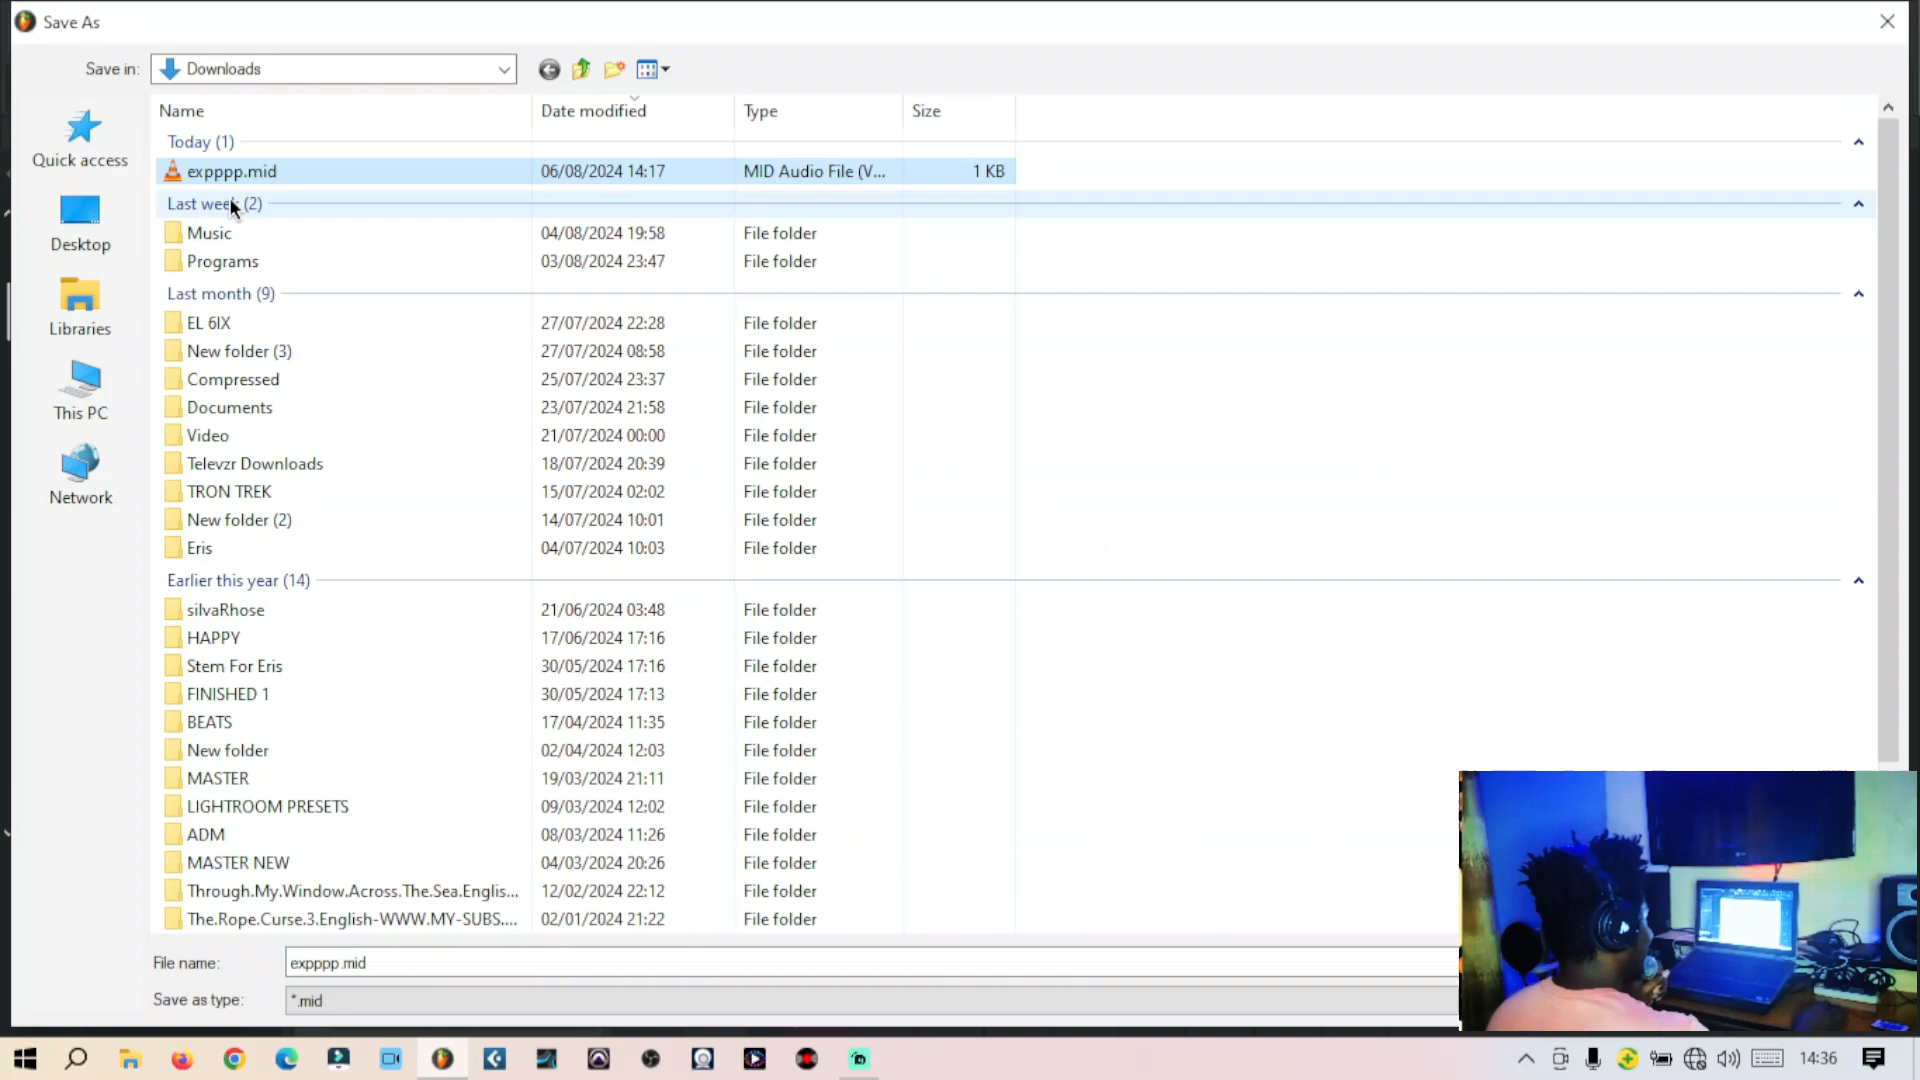 Save As
Save in: Downloads
Name Date modified Type Size
Today (1)
expppp.mid 06/08/2024 14:17 MID Audio File (V... 1 KB
Last week (2)
Music 04/08/2024 19:58 File folder
Programs 03/08/2024 23:47 File folder
Last month (9)
EL 6IX 27/07/2024 22:28 File folder
New folder (3) 27/07/2024 08:58 File folder
Compressed 25/07/2024 23:37 File folder
Documents 23/07/2024 21:58 File folder
Video 21/07/2024 00:00 File folder
Televzr Downloads 18/07/2024 20:39 File folder
TRON TREK 15/07/2024 02:02 File folder
New folder (2) 14/07/2024 10:01 File folder
Eris 04/07/2024 10:03 File folder
Earlier this year (14)
silvaRhose 21/06/2024 03:48 File folder
HAPPY 17/06/2024 17:16 File folder
Stem For Eris 30/05/2024 17:16 File folder
FINISHED 1 30/05/2024 17:13 File folder
BEATS 17/04/2024 11:35 File folder
New folder 02/04/2024 12:03 File folder
MASTER 19/03/2024 21:11 File folder
LIGHTROOM PRESETS 09/03/2024 12:02 File folder
ADM 08/03/2024 11:26 File folder
MASTER NEW 04/03/2024 20:26 File folder
Through.My.Window.Across.The.Sea.Englis... 12/02/2024 22:12 File folder
The.Rope.Curse.3.English-WWW.MY-SUBS.... 02/01/2024 21:22 File folder
Quick access
Desktop
Libraries
This PC
Network
File name: expppp.mid
Save as type: *.mid
14:36